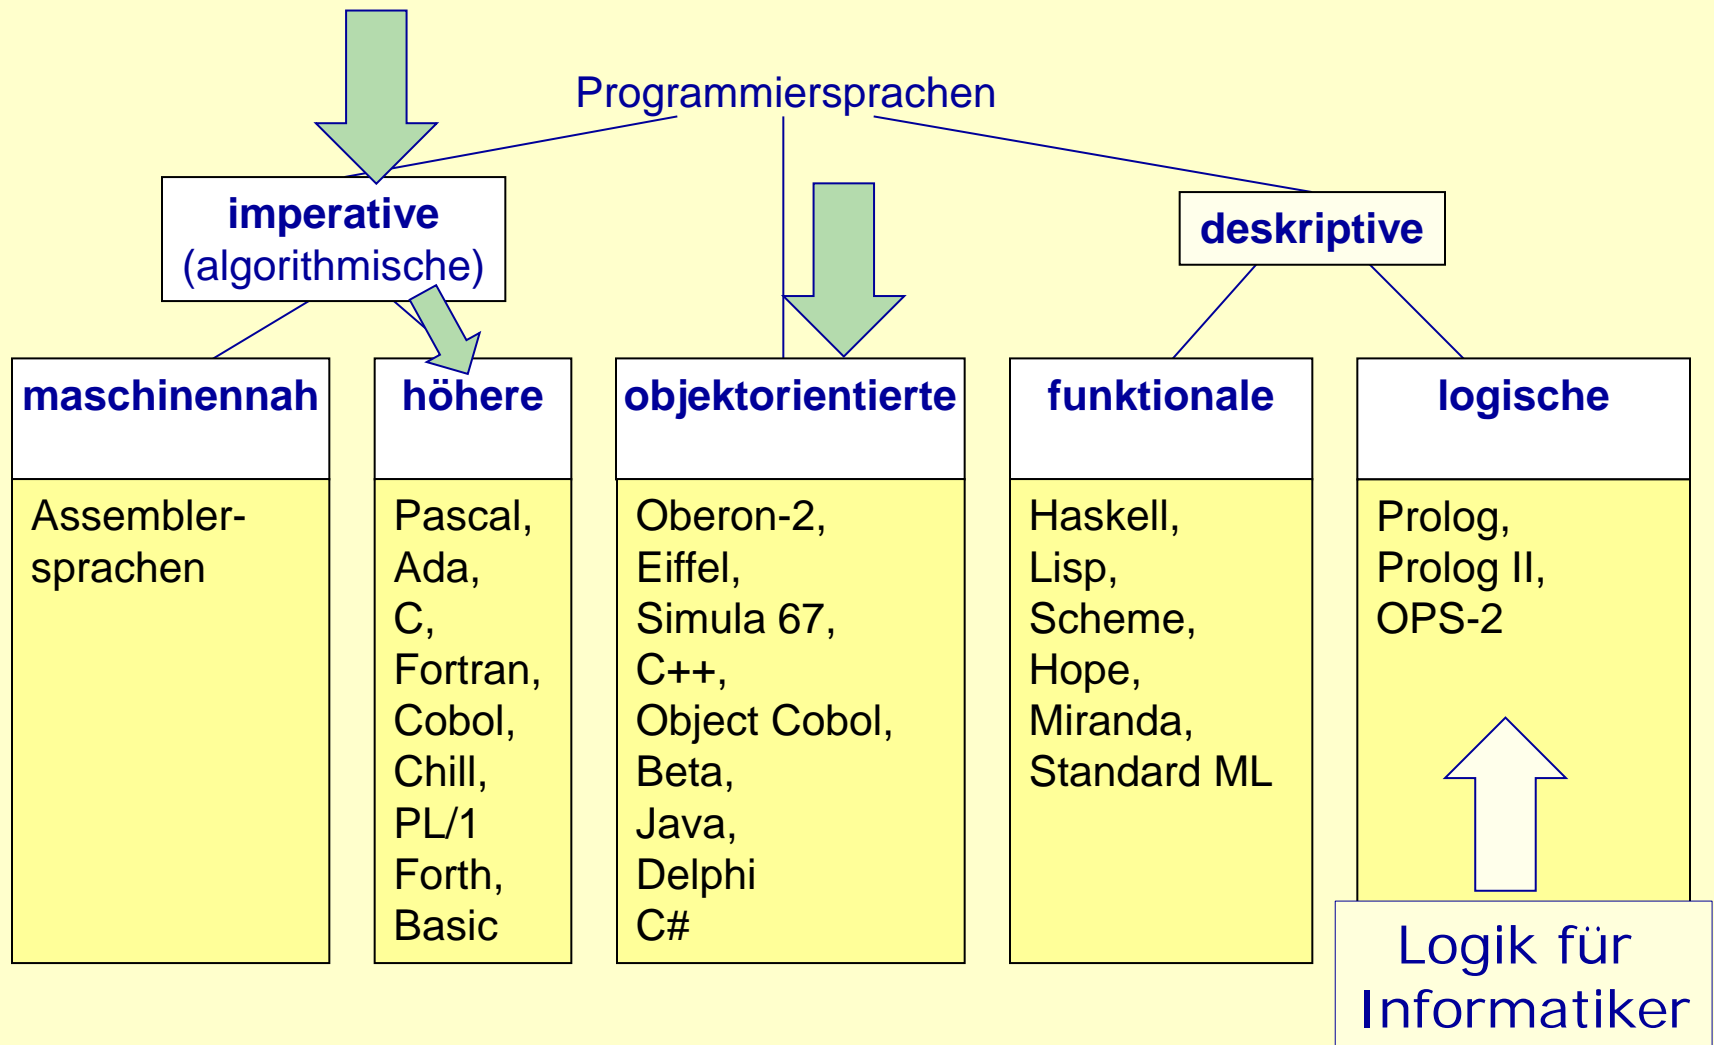 Programmiersprachen
imperative
(algorithmische)
deskriptive
maschinennah
höhere
objektorientierte
funktionale
logische
Assembler-
sprachen
Pascal,
Ada,
C,
Fortran,
Cobol,
Chill,
PL/1
Forth,
Basic
Oberon-2,
Eiffel,
Simula 67,
C++,
Object Cobol,
Beta,
Java,
Delphi
C#
Haskell,
Lisp,
Scheme,
Hope,
Miranda,
Standard ML
Prolog,
Prolog II,
OPS-2
Logik für
Informatiker